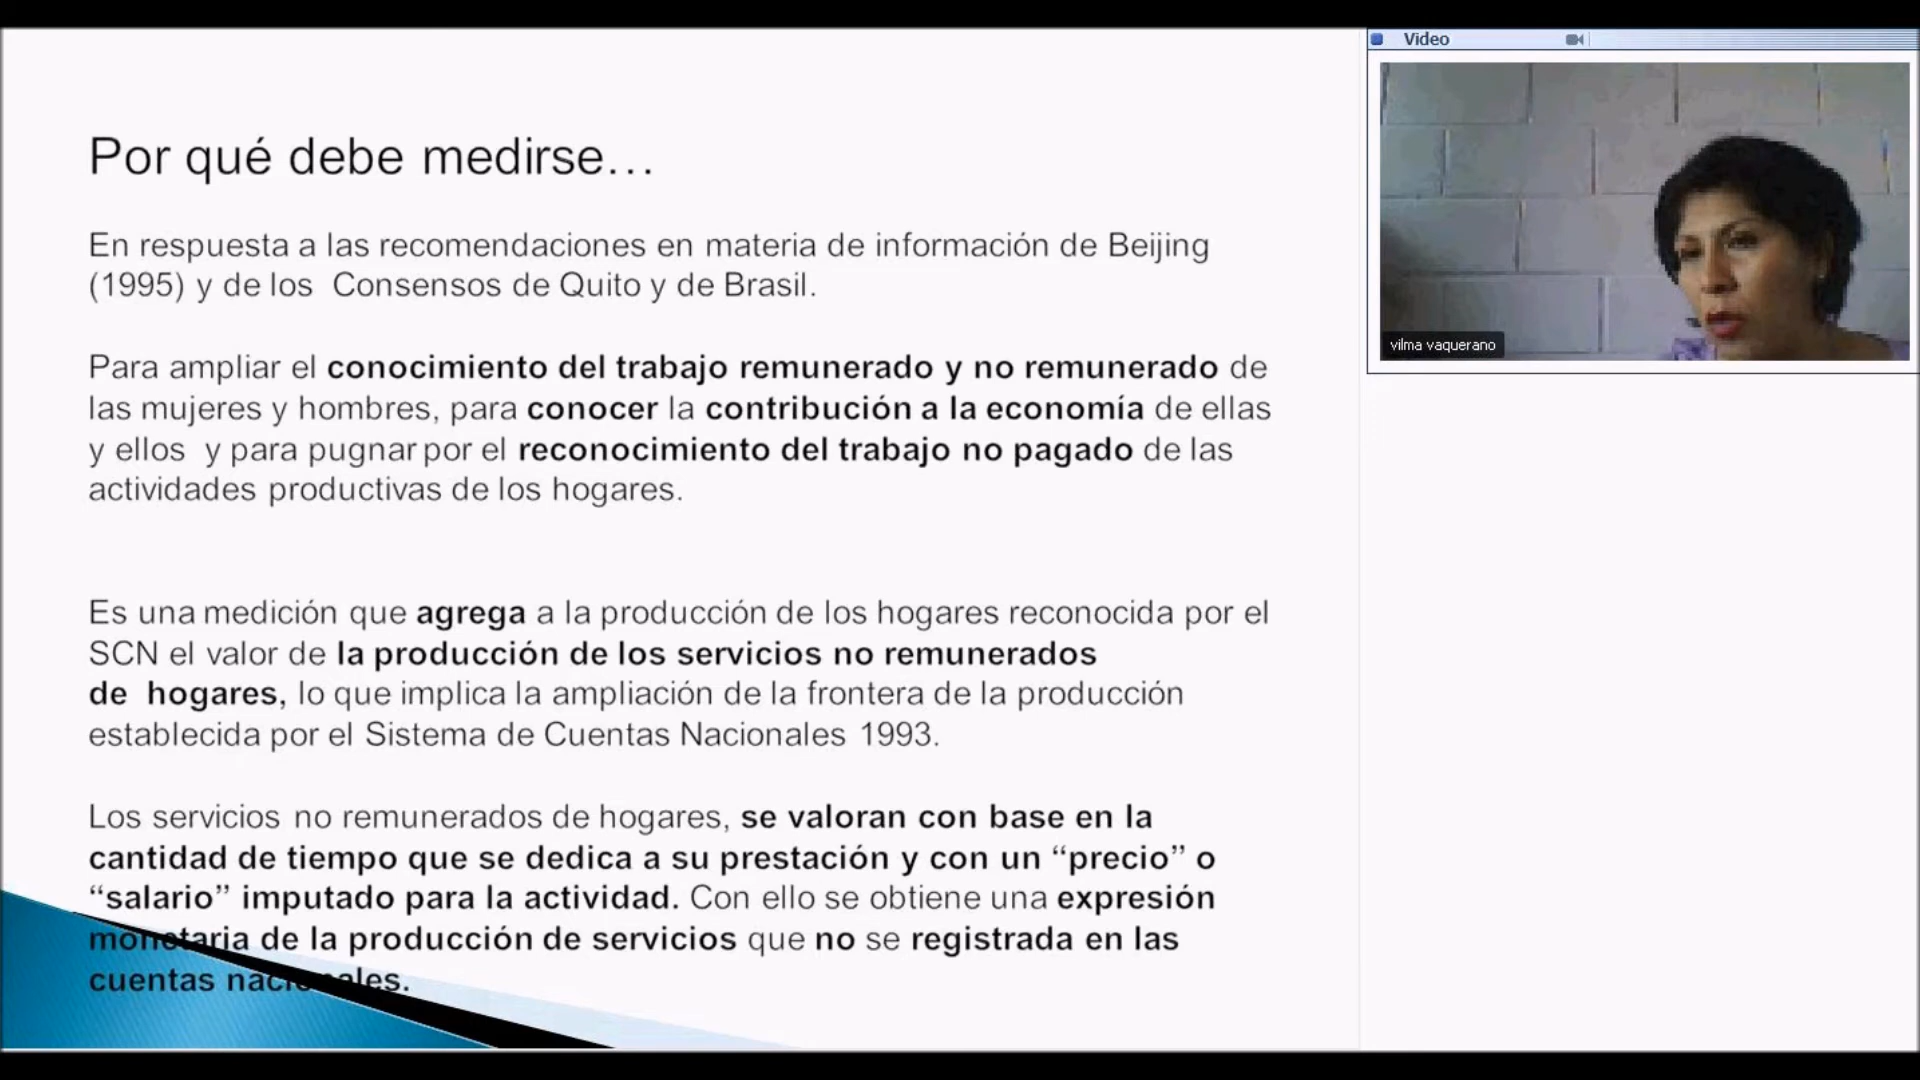 Por qué debe medirse...
En respuesta a las recomendaciones en materia de información de Beijing
(1995) y de los Consensos de Quito y de Brasil.
Para ampliar el conocimiento del trabajo remunerado y no remunerado de
las mujeres y hombres, para conocer la contribución a la economía de ellas
y ellos y para pugnar por el reconocimiento del trabajo no pagado de las
actividades productivas de los hogares.
Es una medición que agrega a la producción de los hogares reconocida por el
SCN el valor de la producción de los servicios no remunerados
de hogares, lo que implica la ampliación de la frontera de la producción
establecida por el Sistema de Cuentas Nacionales 1993.
Los servicios no remunerados de hogares, se valoran con base en la
cantidad de tiempo que se dedica a su prestación y con un “precio” o
“salario” imputado para la actividad. Con ello se obtiene una expresión
monetaria de la producción de servicios que no se registrada en las
cuentas nacionales.
Video
vilma vaquerano